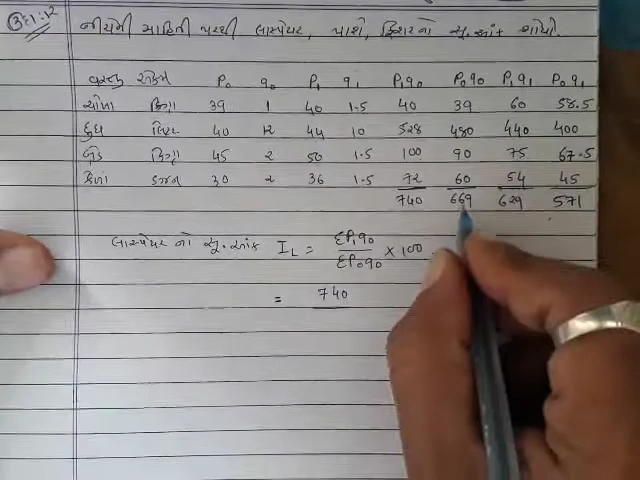 ઉદા:12 નીચેની માહિતી પરથી લાસ્પેયર, પાશે, ફિશરનો સૂ.આંક શોધો.
વસ્તુ એકમ P₀ q₀ P₁ q₁ P₁q₀ P₀q₀ P₁q₁ P₀q₁
ચોખા કિગ્રા 39 1 40 1.5 40 39 60 58.5
દુધ લિટર 40 12 44 10 528 480 440 400
કિગ્રા 45 2 50 1.5 100 90 75 67.5
કેળા ડઝન 30 2 36 1.5 72 60 54 45
740 669 629 571
લાસ્પેયર નો સૂ.આંક I_L = ΣP₁q₀ / ΣP₀q₀ × 100
= 740